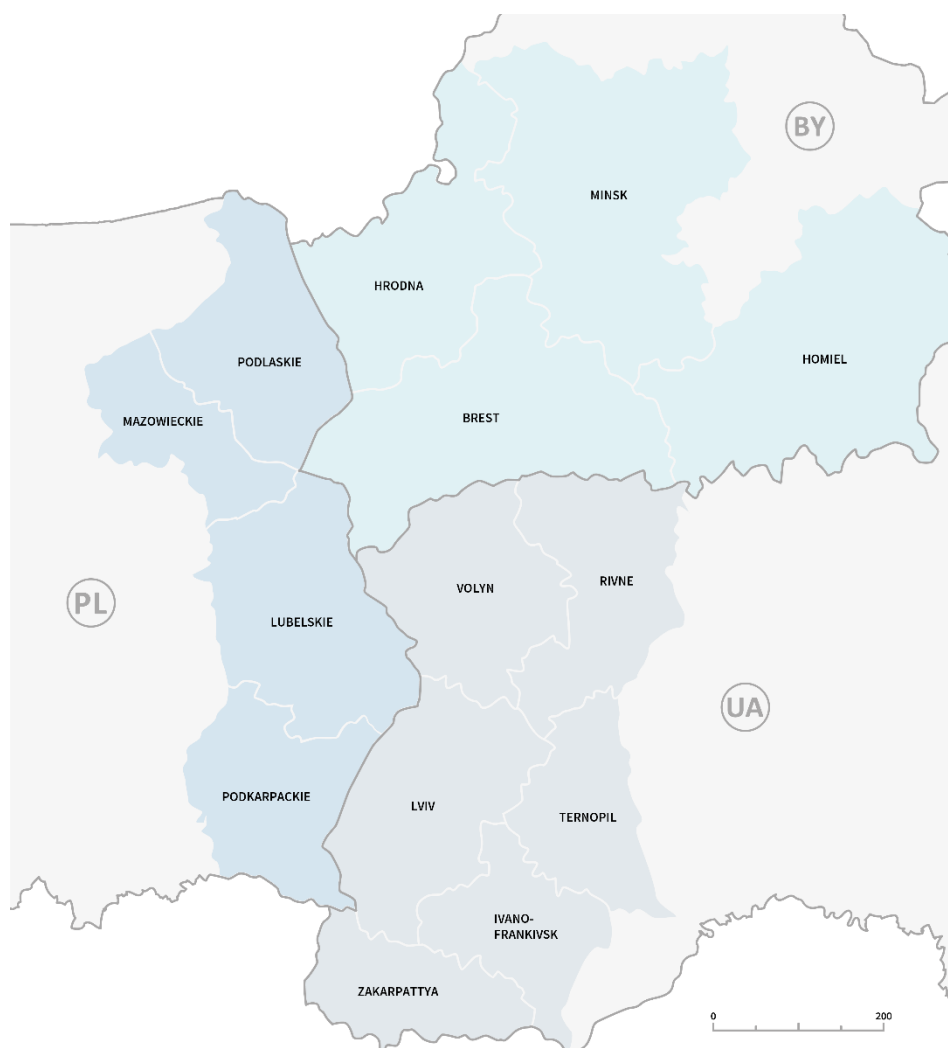 BY
MINSK
HRODNA
PODLASKIE
HOMIEL
MAZOWIECKIE
BREST
PL
VOLYN
RIVNE
LUBELSKIE
UA
PODKARPACKIE
LVIV
TERNOPIL
IVANO-
FRANKIVSK
ZAKARPATTYA
0 200